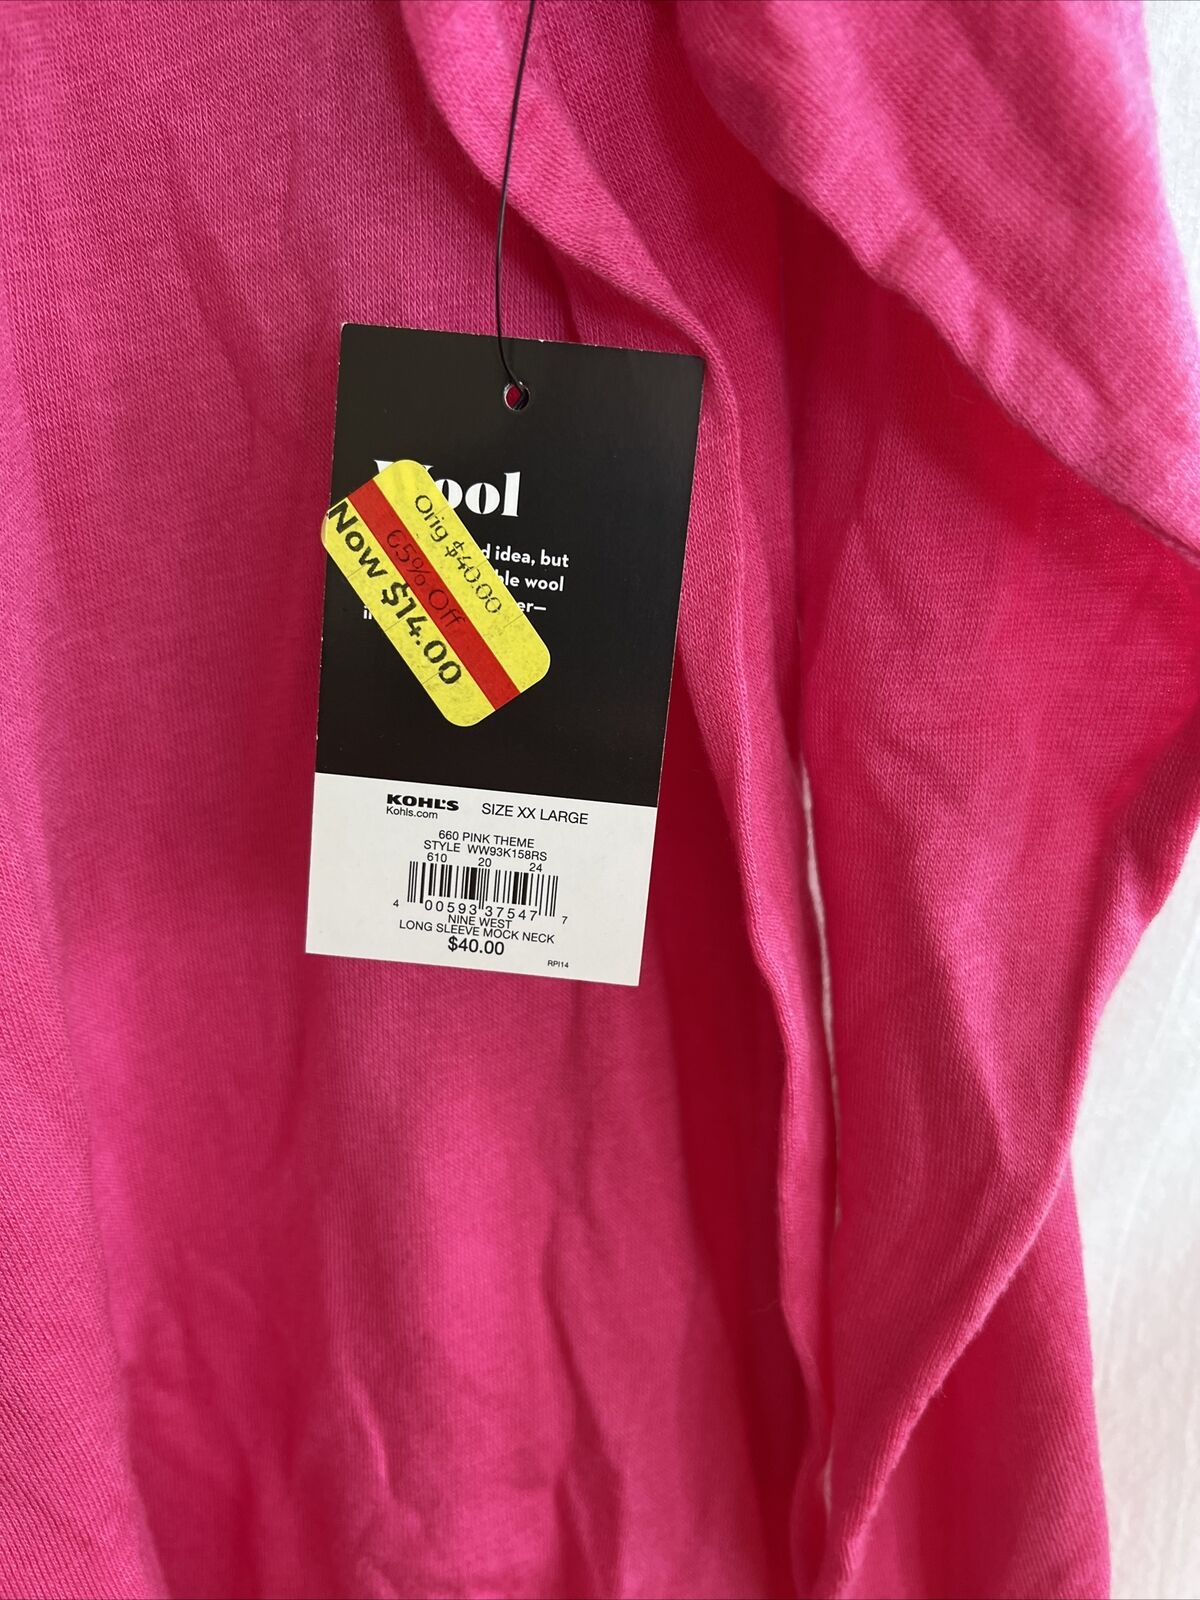 Wool
d idea, but
ble wool
er—
Orig $40.00
65% Off
Now $14.00
KOHL'S
Kohls.com
SIZE XX LARGE
660 PINK THEME
STYLE WW93K158RS
610 20 24
4 00593 37547 7
NINE WEST
LONG SLEEVE MOCK NECK
$40.00
RPI14